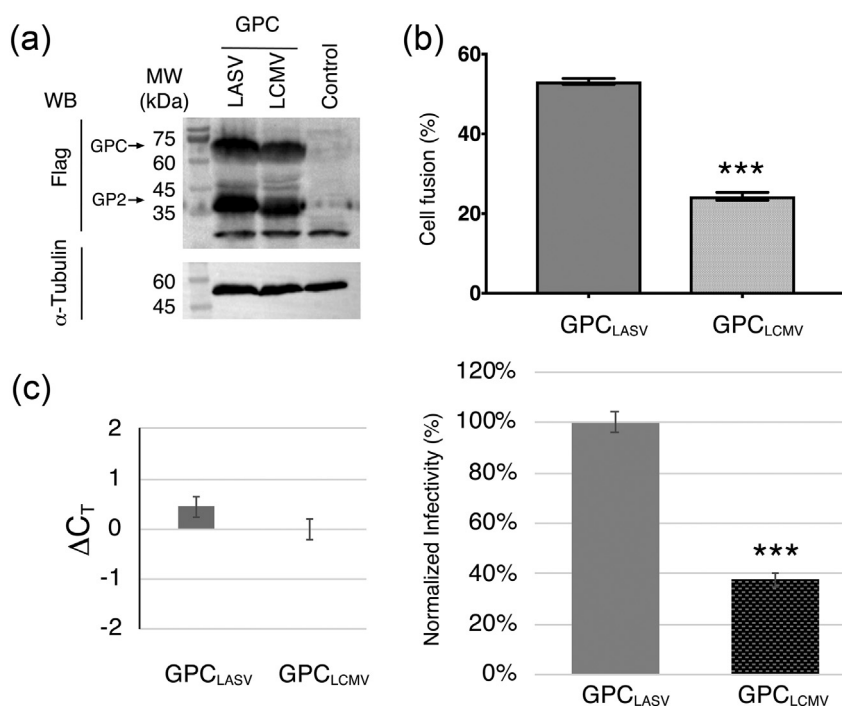 (a)
GPC
MW
(kDa)
LASV
LCMV
Control
WB
Flag
GPC→
GP2→
75
60
45
35
α-Tubulin
60
45
(b)
Cell fusion (%)
60
40
20
0
***
GPCLASV
GPCLCMV
(c)
ΔCT
2
1
0
-1
-2
GPCLASV
GPCLCMV
Normalized Infectivity (%)
120%
100%
80%
60%
40%
20%
0%
***
GPCLASV
GPCLCMV